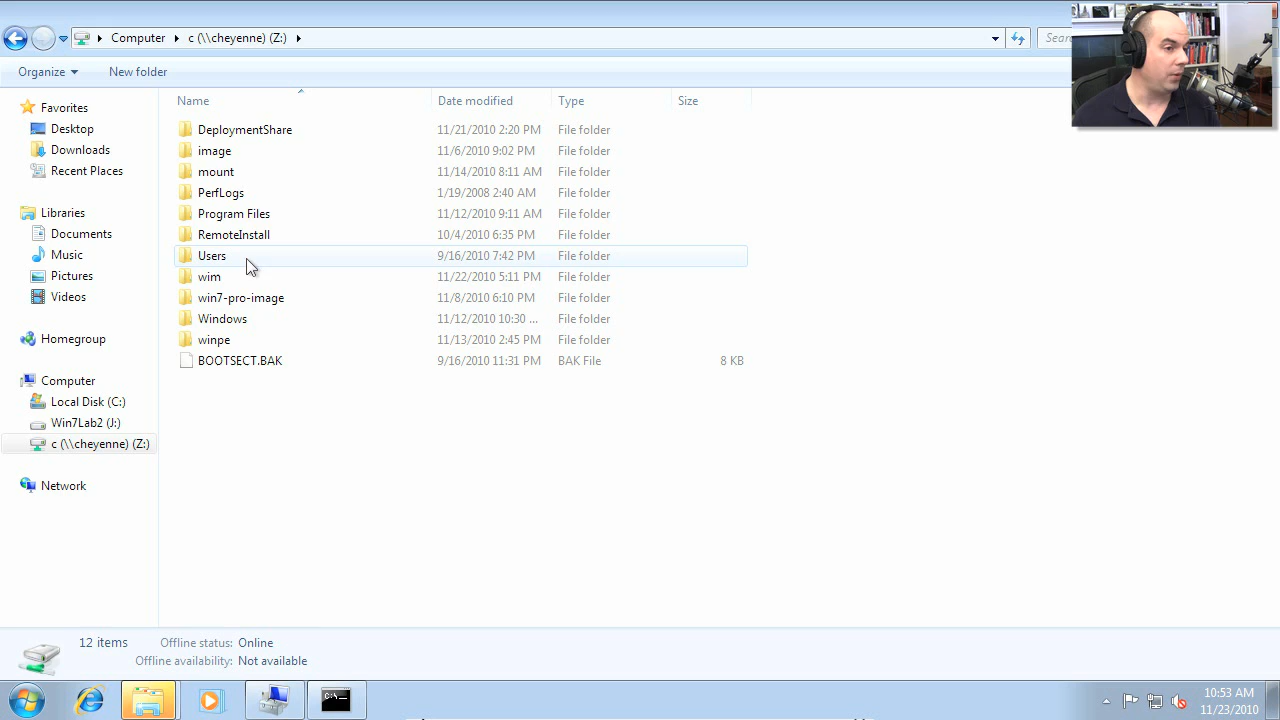 Computer ▸ c (\\cheyenne) (Z:) ▸
Organize New folder
Name Date modified Type Size
Favorites
Desktop
Downloads
Recent Places
Libraries
Documents
Music
Pictures
Videos
Homegroup
Computer
Local Disk (C:)
Win7Lab2 (J:)
c (\\cheyenne) (Z:)
Network
DeploymentShare File folder
image 11/6/2010 9:02 PM File folder
mount 11/14/2010 8:11 AM File folder
PerfLogs 1/19/2008 2:40 AM File folder
Program Files 11/12/2010 9:11 AM File folder
RemoteInstall 10/4/2010 6:35 PM File folder
Users 9/16/2010 7:42 PM File folder
wim 11/22/2010 5:11 PM File folder
win7-pro-image 11/8/2010 6:10 PM File folder
Windows 11/12/2010 10:30 ... File folder
winpe 11/13/2010 2:45 PM File folder
BOOTSECT.BAK 9/16/2010 11:31 PM BAK File 8 KB
12 items Offline status: Online
Offline availability: Not available
C:\_
10:53 AM
11/23/2010